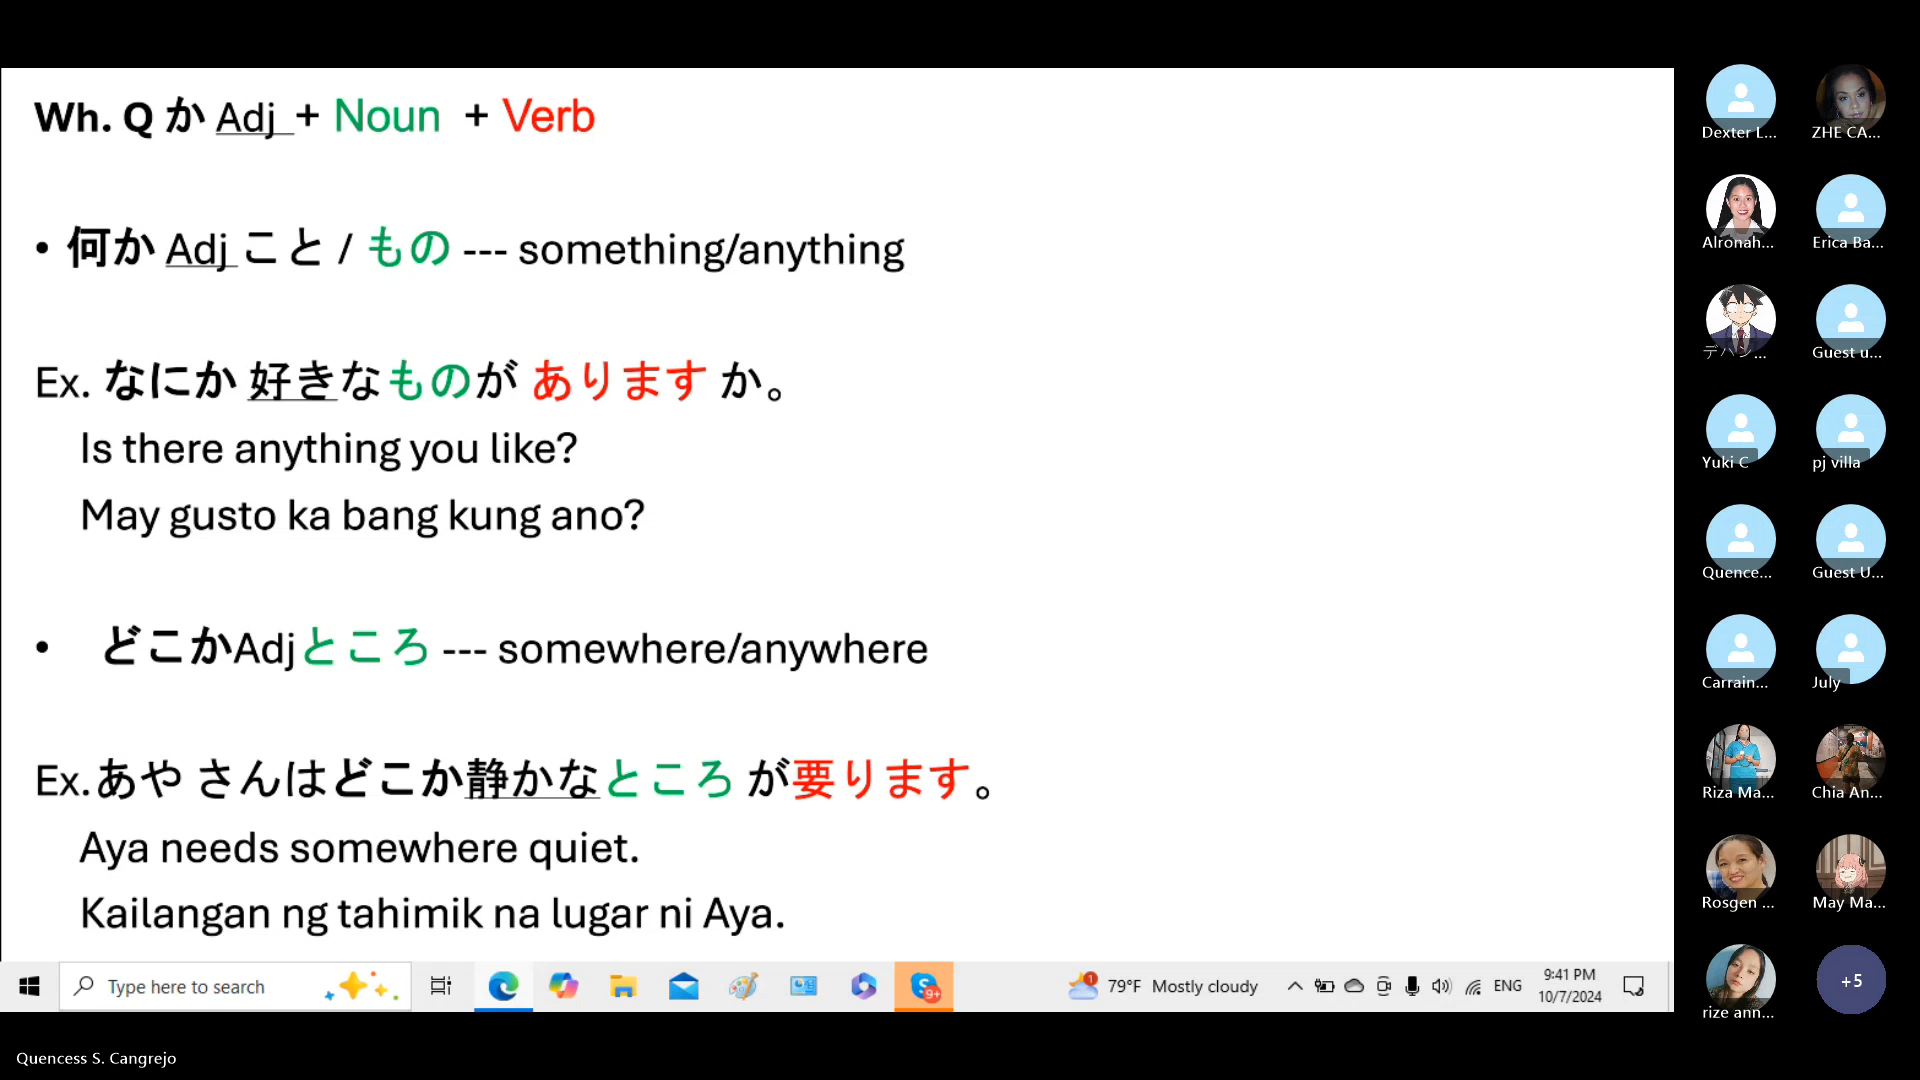 Wh. Q か Adj + Noun + Verb
• 何か Adj こと / もの --- something/anything
Ex. なにか 好きなものが あります か。
Is there anything you like?
May gusto ka bang kung ano?
• どこかAdjところ --- somewhere/anywhere
Ex.あや さんはどこか静かなところ が要ります。
Aya needs somewhere quiet.
Kailangan ng tahimik na lugar ni Aya.
Type here to search
9+
1
79°F Mostly cloudy
ENG
9:41 PM
10/7/2024
Quencess S. Cangrejo
Dexter L...
ZHE CA...
Alronah...
Erica Ba...
デハン...
Guest u...
Yuki C
pj villa
Quence...
Guest U...
Carrain...
July
Riza Ma...
Chia An...
Rosgen ...
May Ma...
rize ann...
+5